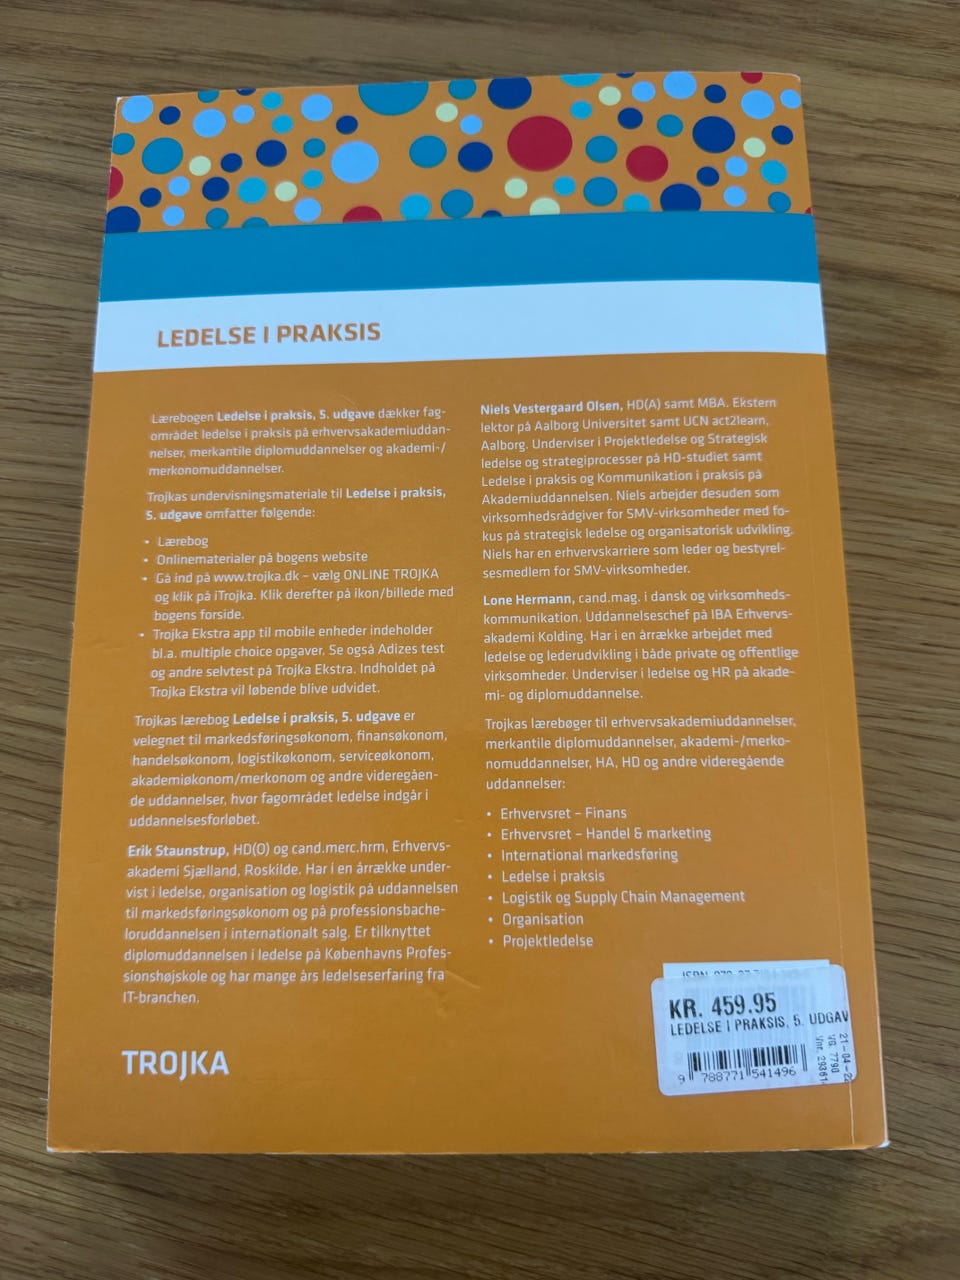 LEDELSE I PRAKSIS
Lærebogen Ledelse i praksis, 5. udgave dækker fag-
området ledelse i praksis på erhvervsakademiuddan-
nelser, merkantile diplomuddannelser og akademi-/
merkonomuddannelser.
Trojkas undervisningsmateriale til Ledelse i praksis,
5. udgave omfatter følgende:
• Lærebog
• Onlinematerialer på bogens website
• Gå ind på www.trojka.dk – vælg ONLINE TROJKA
og klik på iTrojka. Klik derefter på ikon/billede med
bogens forside.
• Trojka Ekstra app til mobile enheder indeholder
bl.a. multiple choice opgaver. Se også Adizes test
og andre selvtest på Trojka Ekstra. Indholdet på
Trojka Ekstra vil løbende blive udvidet.
Trojkas lærebog Ledelse i praksis, 5. udgave er
velegnet til markedsføringsøkonom, finansøkonom,
handelsøkonom, logistikøkonom, serviceøkonom,
akademiøkonom/merkonom og andre videregåen-
de uddannelser, hvor fagområdet ledelse indgår i
uddannelsesforløbet.
Erik Staunstrup, HD(O) og cand.merc.hrm, Erhvervs-
akademi Sjælland, Roskilde. Har i en årrække under-
vist i ledelse, organisation og logistik på uddannelsen
til markedsføringsøkonom og på professionsbache-
loruddannelsen i internationalt salg. Er tilknyttet
diplomuddannelsen i ledelse på Københavns Profes-
sionshøjskole og har mange års ledelseserfaring fra
IT-branchen.
TROJKA
Niels Vestergaard Olsen, HD(A) samt MBA. Ekstern
lektor på Aalborg Universitet samt UCN act2learn,
Aalborg. Underviser i Projektledelse og Strategisk
ledelse og strategiprocesser på HD-studiet samt
Ledelse i praksis og Kommunikation i praksis på
Akademiuddannelsen. Niels arbejder desuden som
virksomhedsrådgiver for SMV-virksomheder med fo-
kus på strategisk ledelse og organisatorisk udvikling.
Niels har en erhvervskarriere som leder og bestyrel-
sesmedlem for SMV-virksomheder.
Lone Hermann, cand.mag. i dansk og virksomheds-
kommunikation. Uddannelseschef på IBA Erhvervs-
akademi Kolding. Har i en årrække arbejdet med
ledelse og lederudvikling i både private og offentlige
virksomheder. Underviser i ledelse og HR på akade-
mi- og diplomuddannelse.
Trojkas lærebøger til erhvervsakademiuddannelser,
merkantile diplomuddannelser, akademi-/merko-
nomuddannelser, HA, HD og andre videregående
uddannelser:
• Erhvervsret – Finans
• Erhvervsret – Handel & marketing
• International markedsføring
• Ledelse i praksis
• Logistik og Supply Chain Management
• Organisation
• Projektledelse
KR. 459.95
LEDELSE I PRAKSIS, 5. UDGAV
9 788771 541496
VG. 7790